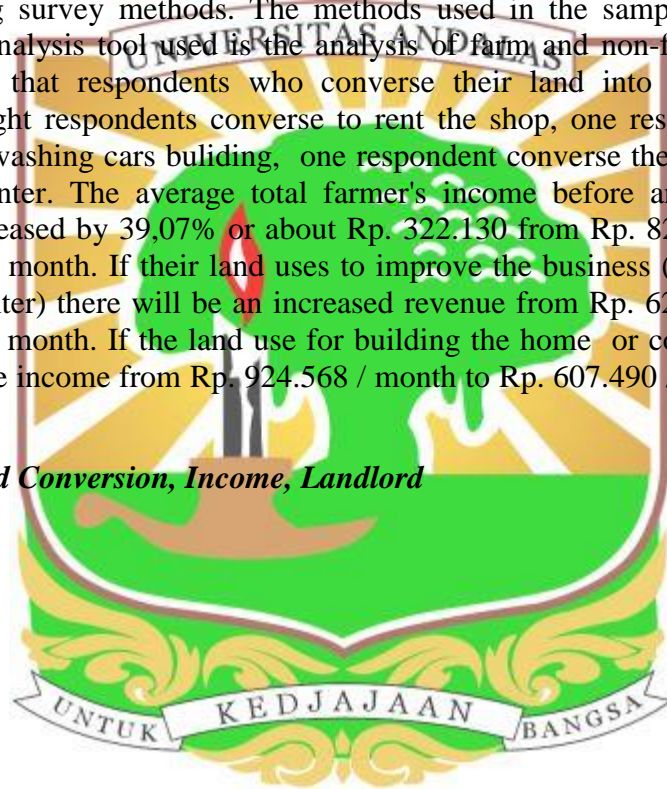 g survey methods. The methods used in the samp
nalysis tool used is the analysis of farm and non-f
UNIVERSITAS ANDALAS
that respondents who converse their land into
ght respondents converse to rent the shop, one res
washing cars buliding, one respondent converse the
nter. The average total farmer's income before ar
eased by 39,07% or about Rp. 322.130 from Rp. 82
month. If their land uses to improve the business (
nter) there will be an increased revenue from Rp. 62
month. If the land use for building the home or co
e income from Rp. 924.568 / month to Rp. 607.490
d Conversion, Income, Landlord
UNTUK KEDJAJAAN BANGSA